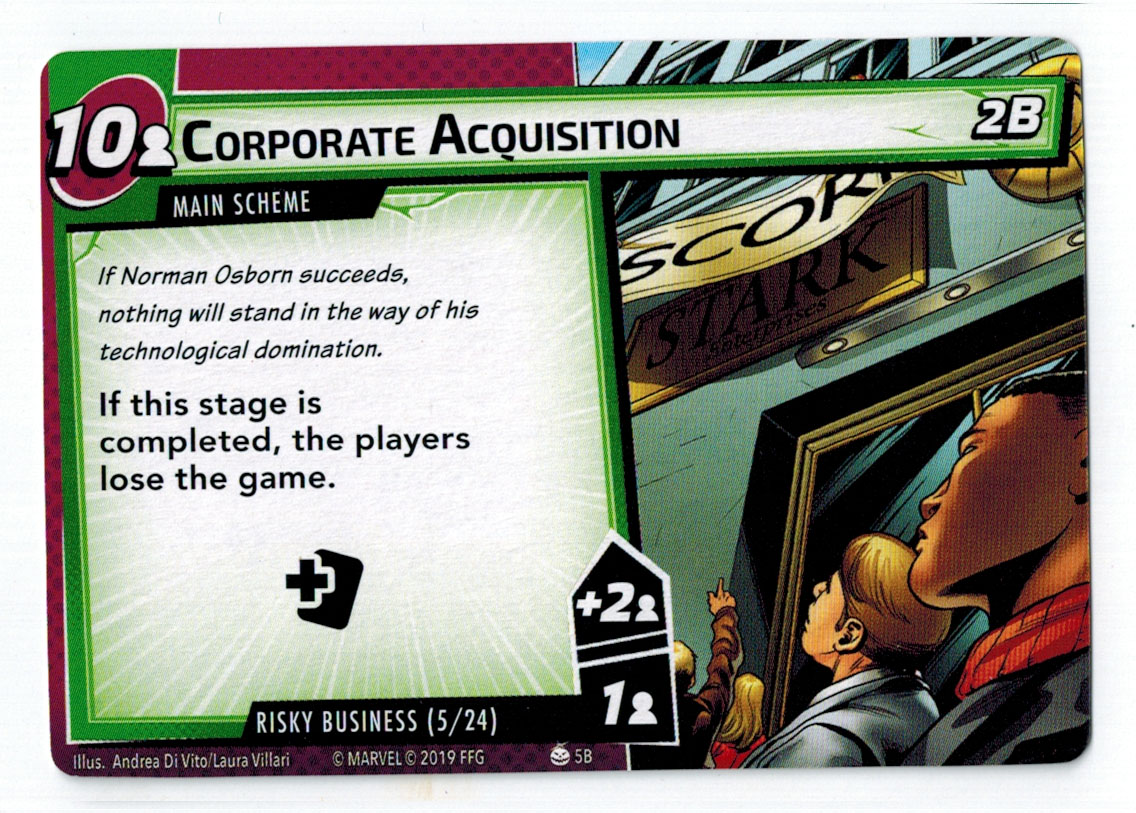 10 CORPORATE ACQUISITION 2B
MAIN SCHEME
If Norman Osborn succeeds,
nothing will stand in the way of his
technological domination.
If this stage is
completed, the players
lose the game.
SCOR
STARK
enterprises
+2
1
RISKY BUSINESS (5/24)
Illus. Andrea Di Vito/Laura Villari © MARVEL © 2019 FFG 5B